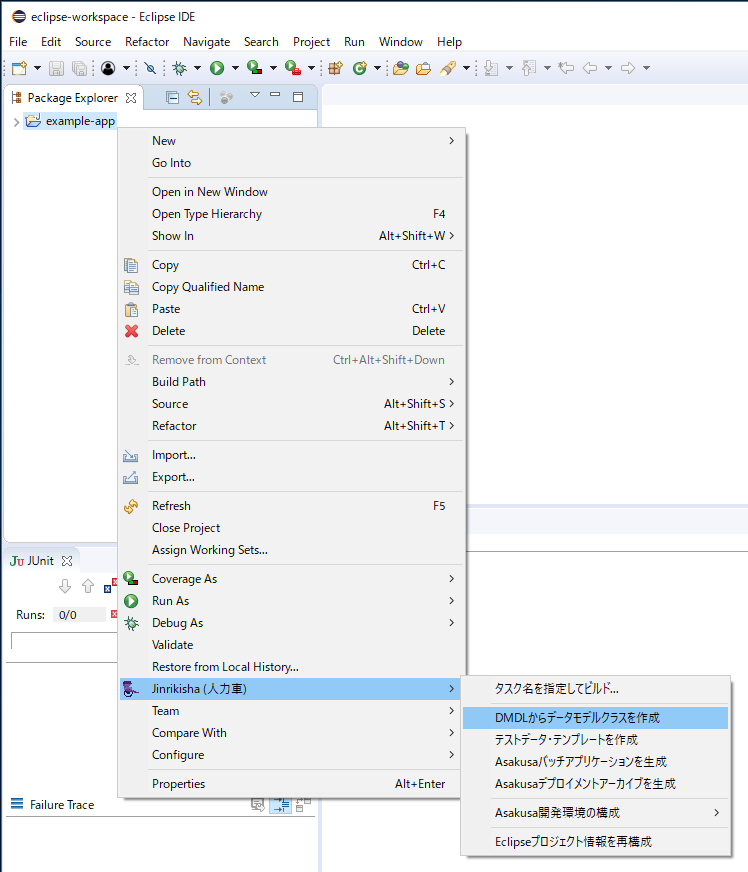 eclipse-workspace - Eclipse IDE
File Edit Source Refactor Navigate Search Project Run Window Help
Package Explorer
example-app
New
Go Into
Open in New Window
Open Type Hierarchy F4
Show In Alt+Shift+W
Copy Ctrl+C
Copy Qualified Name
Paste Ctrl+V
Delete Delete
Remove from Context Ctrl+Alt+Shift+Down
Build Path
Source Alt+Shift+S
Refactor Alt+Shift+T
Import...
Export...
Refresh F5
Close Project
Assign Working Sets...
Coverage As
Run As
Debug As
Validate
Restore from Local History...
Jinrikisha (人力車)
Team
Compare With
Configure
Properties Alt+Enter
タスク名を指定してビルド...
DMDLからデータモデルクラスを作成
テストデータ・テンプレートを作成
Asakusaバッチアプリケーションを生成
Asakusaデプロイメントアーカイブを生成
Asakusa開発環境の構成
Eclipseプロジェクト情報を再構成
JUnit
Runs: 0/0
Failure Trace